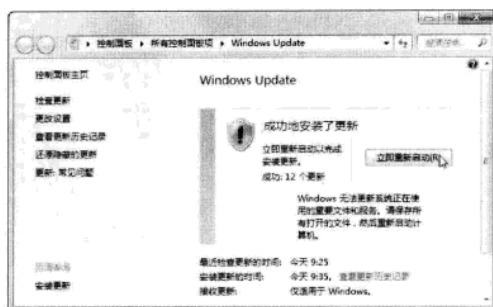 控制面板 ▸ 所有控制面板项 ▸ Windows Update
控制面板主页
检查更新
更改设置
查看更新历史记录
还原隐藏的更新
更新: 常见问题
Windows Update
成功地安装了更新
立即重新启动以完成
安装更新。
成功: 12 个更新
立即重新启动(R)
Windows 无法更新系统正在使
用的重要文件和服务。请保存所
有打开的文件，然后重新启动计
算机。
最近检查更新的时间: 今天 9:25
安装更新的时间: 今天 9:35。查看更新历史记录
接收更新: 仅适用于 Windows。
另请参阅
安装更新